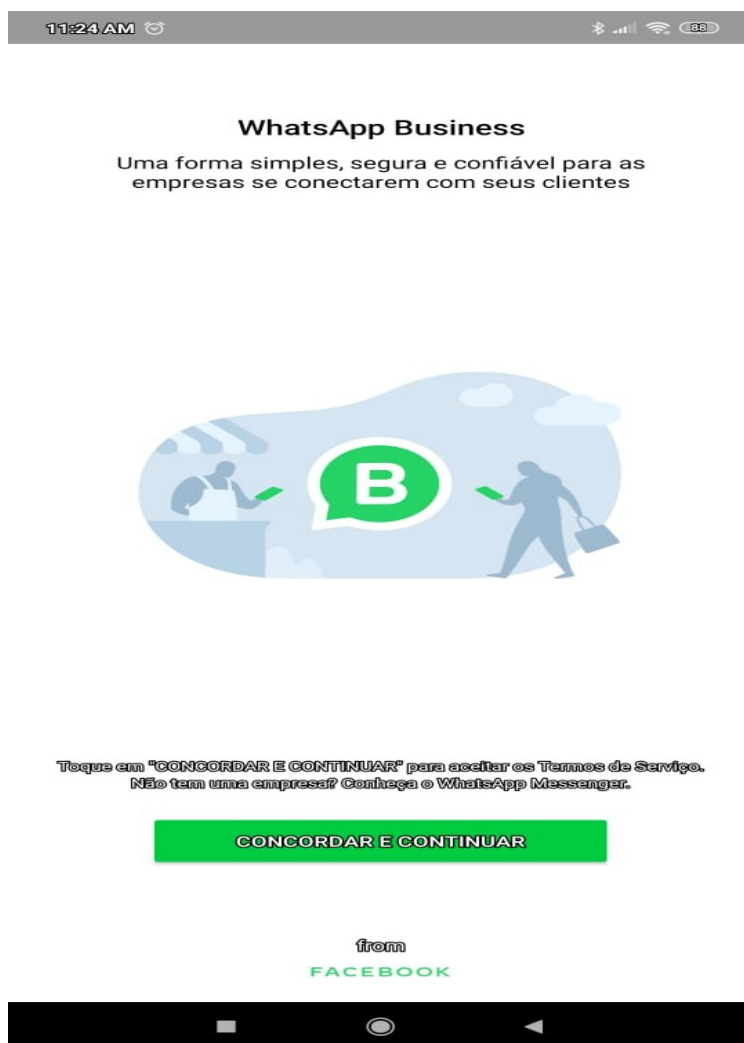 11:24 AM 88
WhatsApp Business
Uma forma simples, segura e confiável para as
empresas se conectarem com seus clientes
B
Toque em "CONCORDAR E CONTINUAR" para aceitar os Termos de Serviço.
Não tem uma empresa? Conheça o WhatsApp Messenger.
CONCORDAR E CONTINUAR
from
FACEBOOK